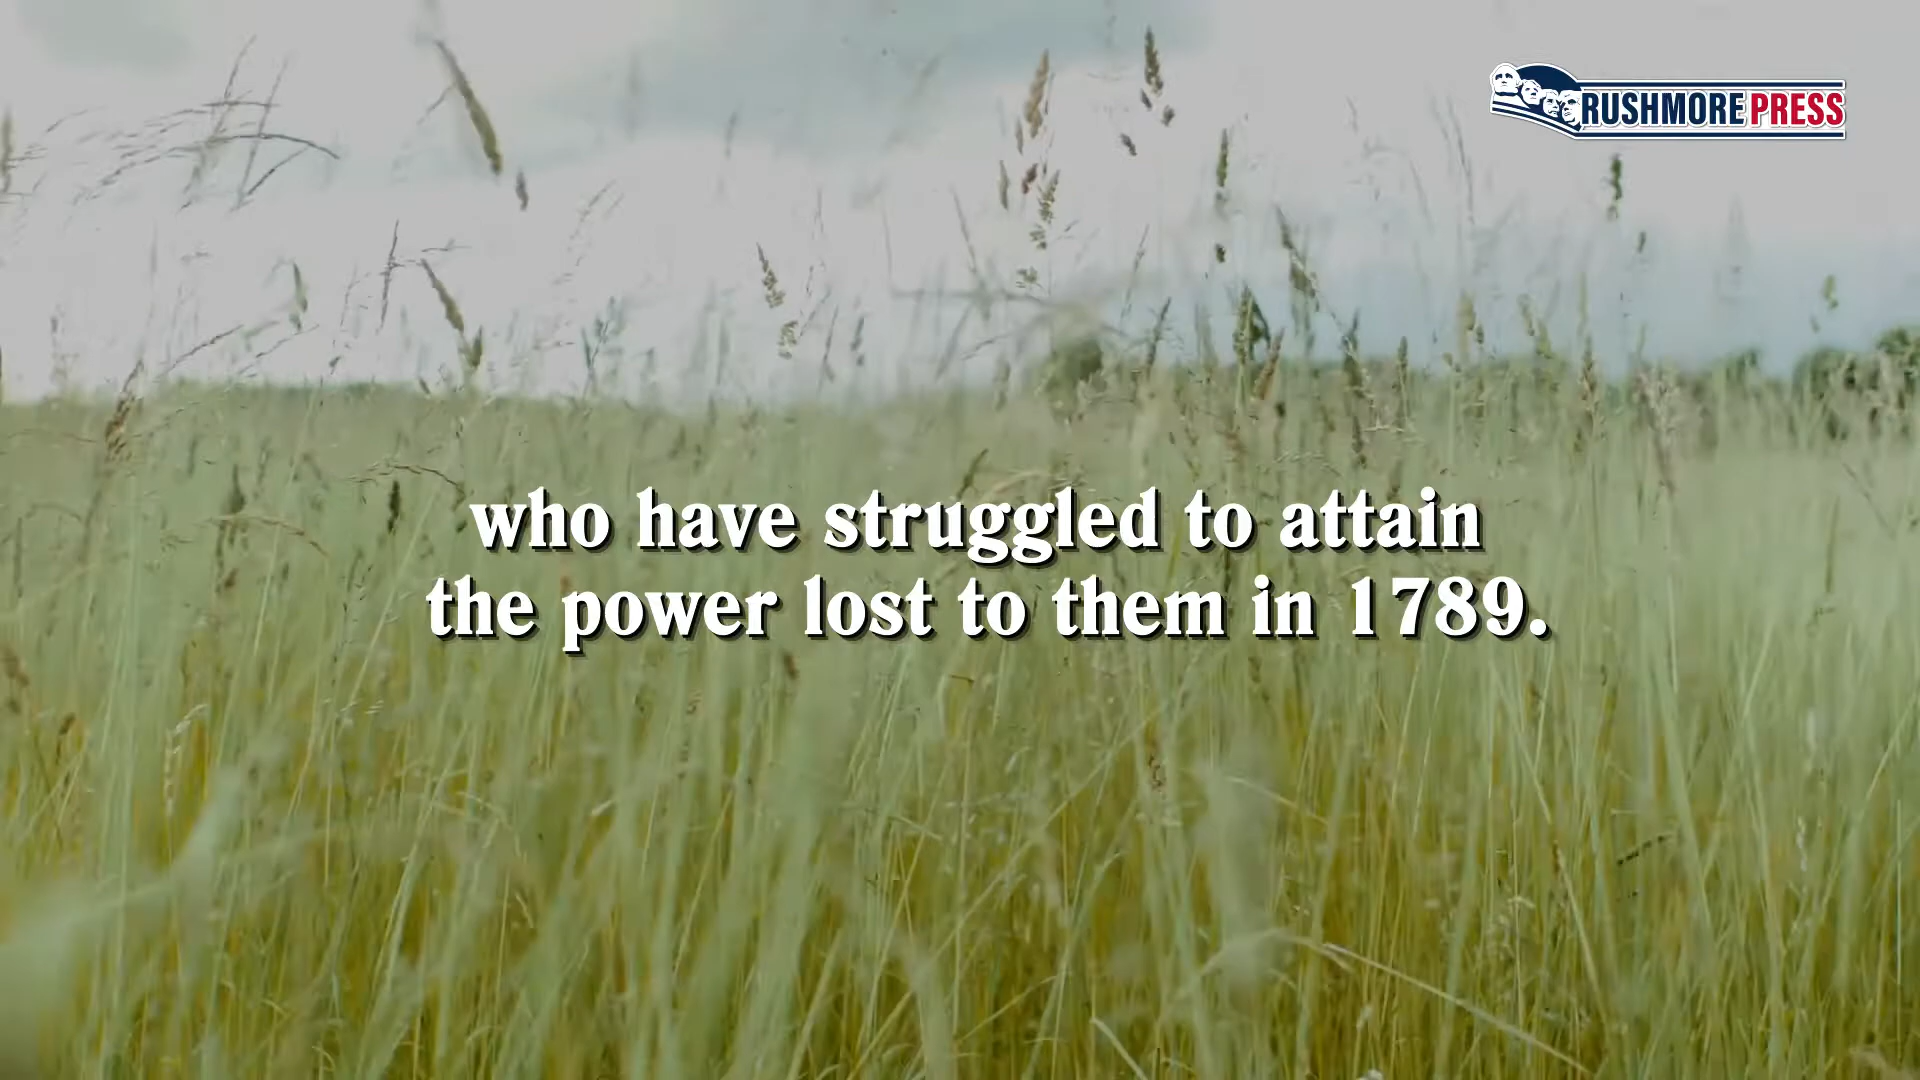 RUSHMORE PRESS
who have struggled to attain
the power lost to them in 1789.